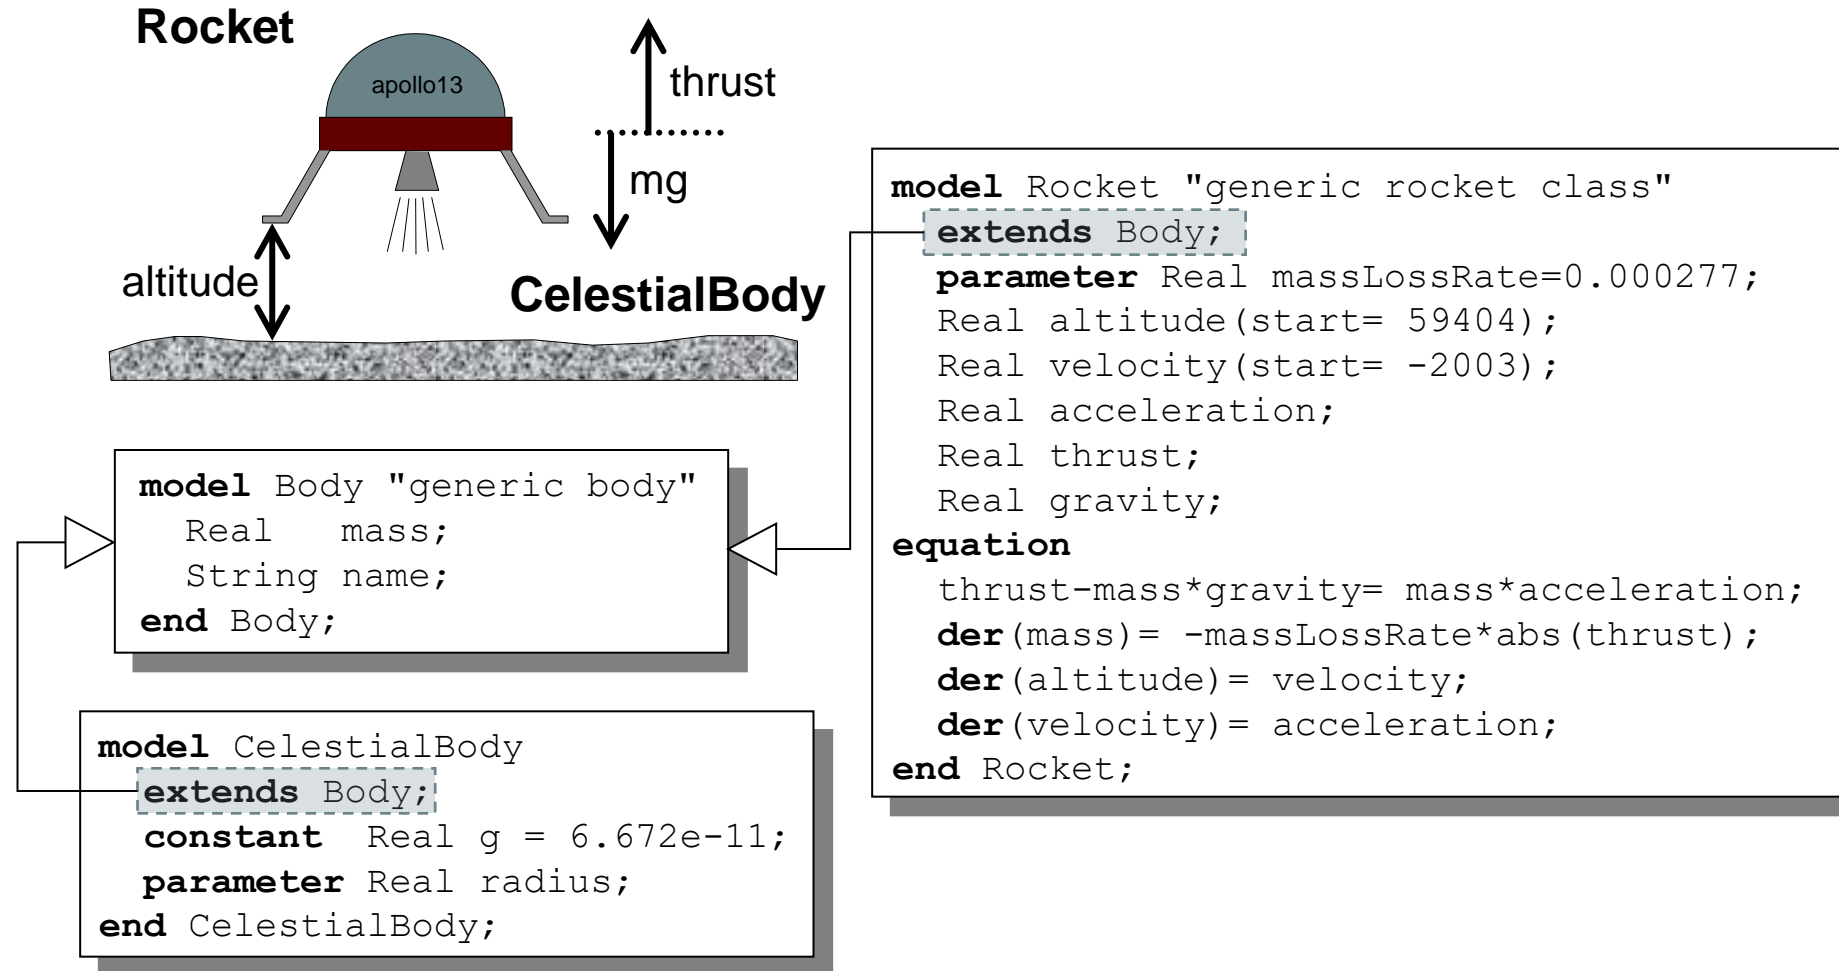 Rocket
apollo13
thrust
mg
altitude
CelestialBody
model Body "generic body"
  Real   mass;
  String name;
end Body;
model CelestialBody
  extends Body;
  constant  Real g = 6.672e-11;
  parameter Real radius;
end CelestialBody;
model Rocket "generic rocket class"
  extends Body;
  parameter Real massLossRate=0.000277;
  Real altitude(start= 59404);
  Real velocity(start= -2003);
  Real acceleration;
  Real thrust;
  Real gravity;
equation
  thrust-mass*gravity= mass*acceleration;
  der(mass)= -massLossRate*abs(thrust);
  der(altitude)= velocity;
  der(velocity)= acceleration;
end Rocket;